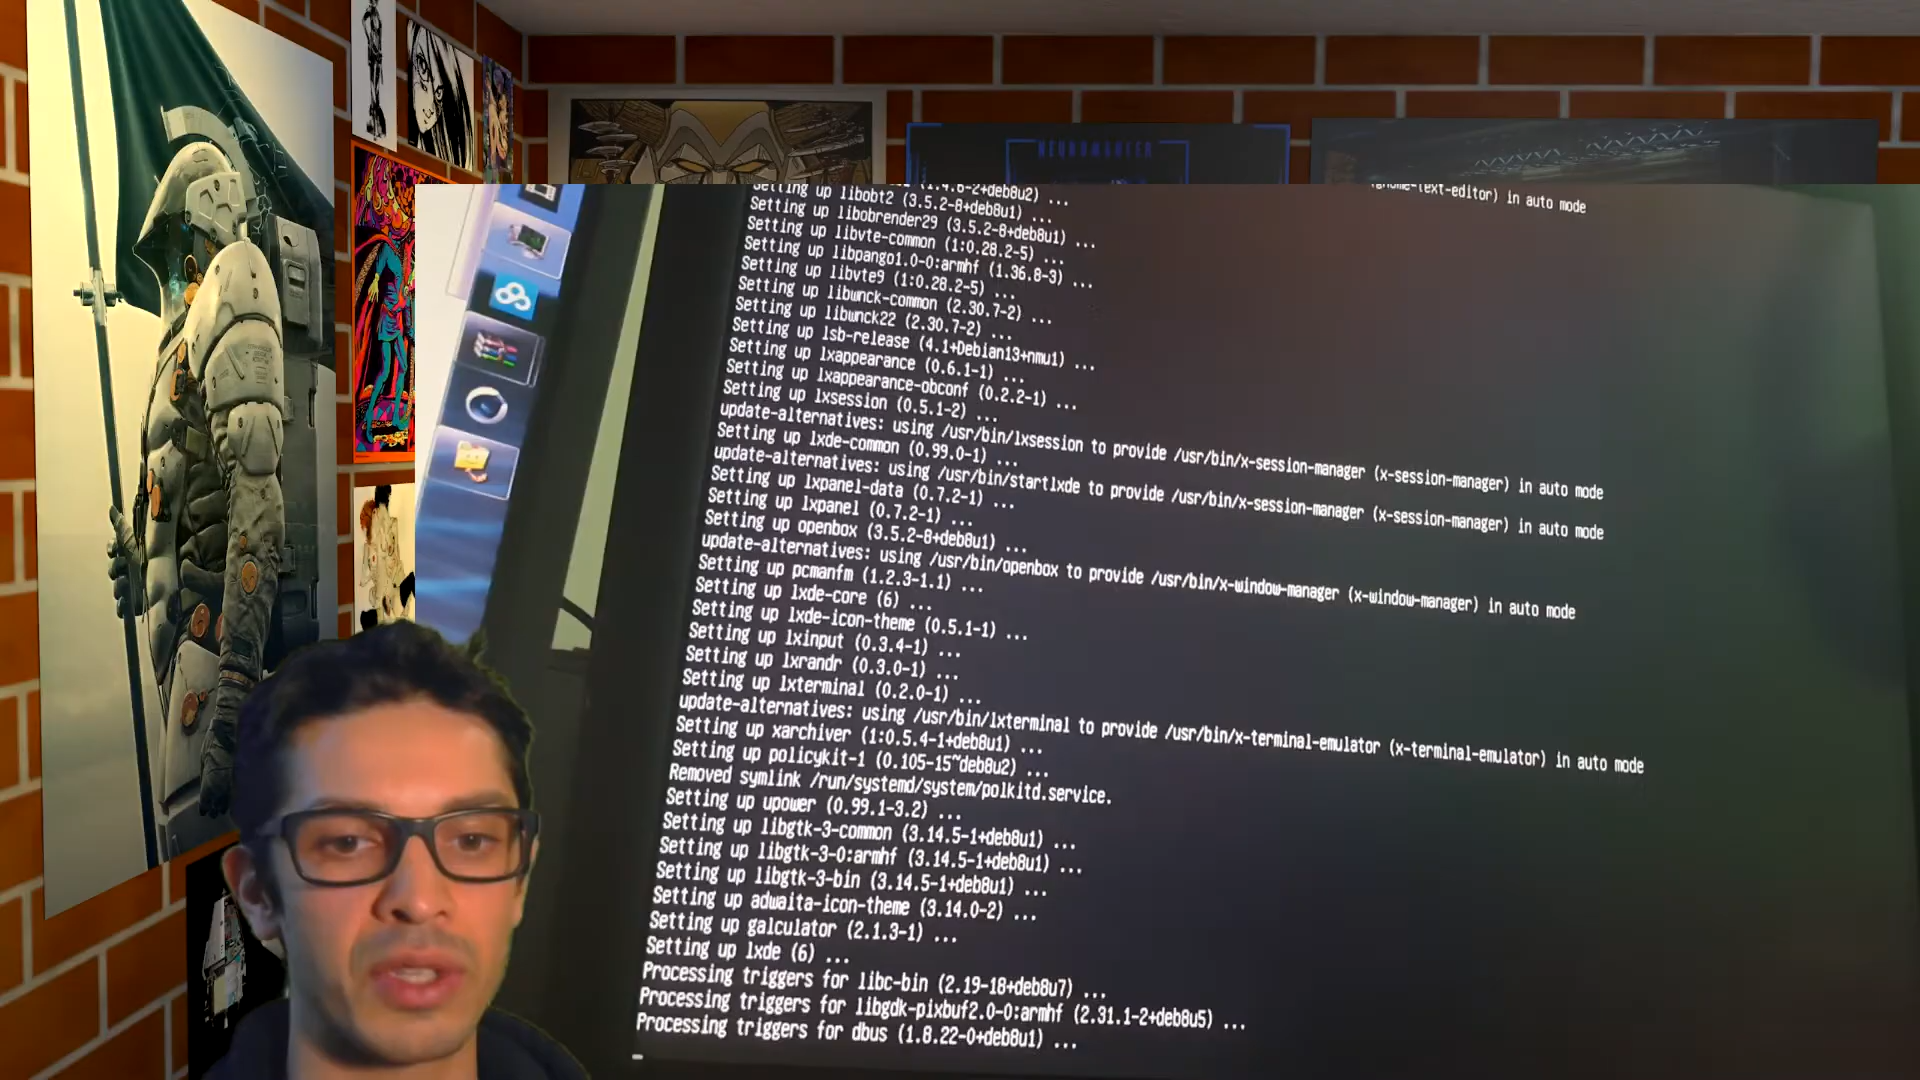 NEUROMANCER
Setting up libobt2 (3.5.2-8+deb8u1) ...
Setting up libobrender29 (3.5.2-8+deb8u1) ...
Setting up libvte-common (1:0.28.2-5) ...
Setting up libpango1.0-0:armhf (1.36.8-3) ...
Setting up libvte9 (1:0.28.2-5) ...
Setting up libwnck-common (2.30.7-2) ...
Setting up libwnck22 (2.30.7-2) ...
Setting up lsb-release (4.1+Debian13+nmu1) ...
Setting up lxappearance (0.6.1-1) ...
Setting up lxappearance-obconf (0.2.2-1) ...
Setting up lxsession (0.5.1-2) ...
update-alternatives: using /usr/bin/lxsession to provide /usr/bin/x-session-manager (x-session-manager) in auto mode
Setting up lxde-common (0.99.0-1) ...
update-alternatives: using /usr/bin/startlxde to provide /usr/bin/x-session-manager (x-session-manager) in auto mode
Setting up lxpanel-data (0.7.2-1) ...
Setting up lxpanel (0.7.2-1) ...
Setting up openbox (3.5.2-8+deb8u1) ...
update-alternatives: using /usr/bin/openbox to provide /usr/bin/x-window-manager (x-window-manager) in auto mode
Setting up pcmanfm (1.2.3-1.1) ...
Setting up lxde-core (6) ...
Setting up lxde-icon-theme (0.5.1-1) ...
Setting up lxinput (0.3.4-1) ...
Setting up lxrandr (0.3.0-1) ...
Setting up lxterminal (0.2.0-1) ...
update-alternatives: using /usr/bin/lxterminal to provide /usr/bin/x-terminal-emulator (x-terminal-emulator) in auto mode
Setting up xarchiver (1:0.5.4-1+deb8u1) ...
Setting up policykit-1 (0.105-15~deb8u2) ...
Removed symlink /run/systemd/system/polkitd.service.
Setting up upower (0.99.1-3.2) ...
Setting up libgtk-3-common (3.14.5-1+deb8u1) ...
Setting up libgtk-3-0:armhf (3.14.5-1+deb8u1) ...
Setting up libgtk-3-bin (3.14.5-1+deb8u1) ...
Setting up adwaita-icon-theme (3.14.0-2) ...
Setting up galculator (2.1.3-1) ...
Setting up lxde (6) ...
Processing triggers for libc-bin (2.19-18+deb8u7) ...
Processing triggers for libgdk-pixbuf2.0-0:armhf (2.31.1-2+deb8u5) ...
Processing triggers for dbus (1.8.22-0+deb8u1) ...